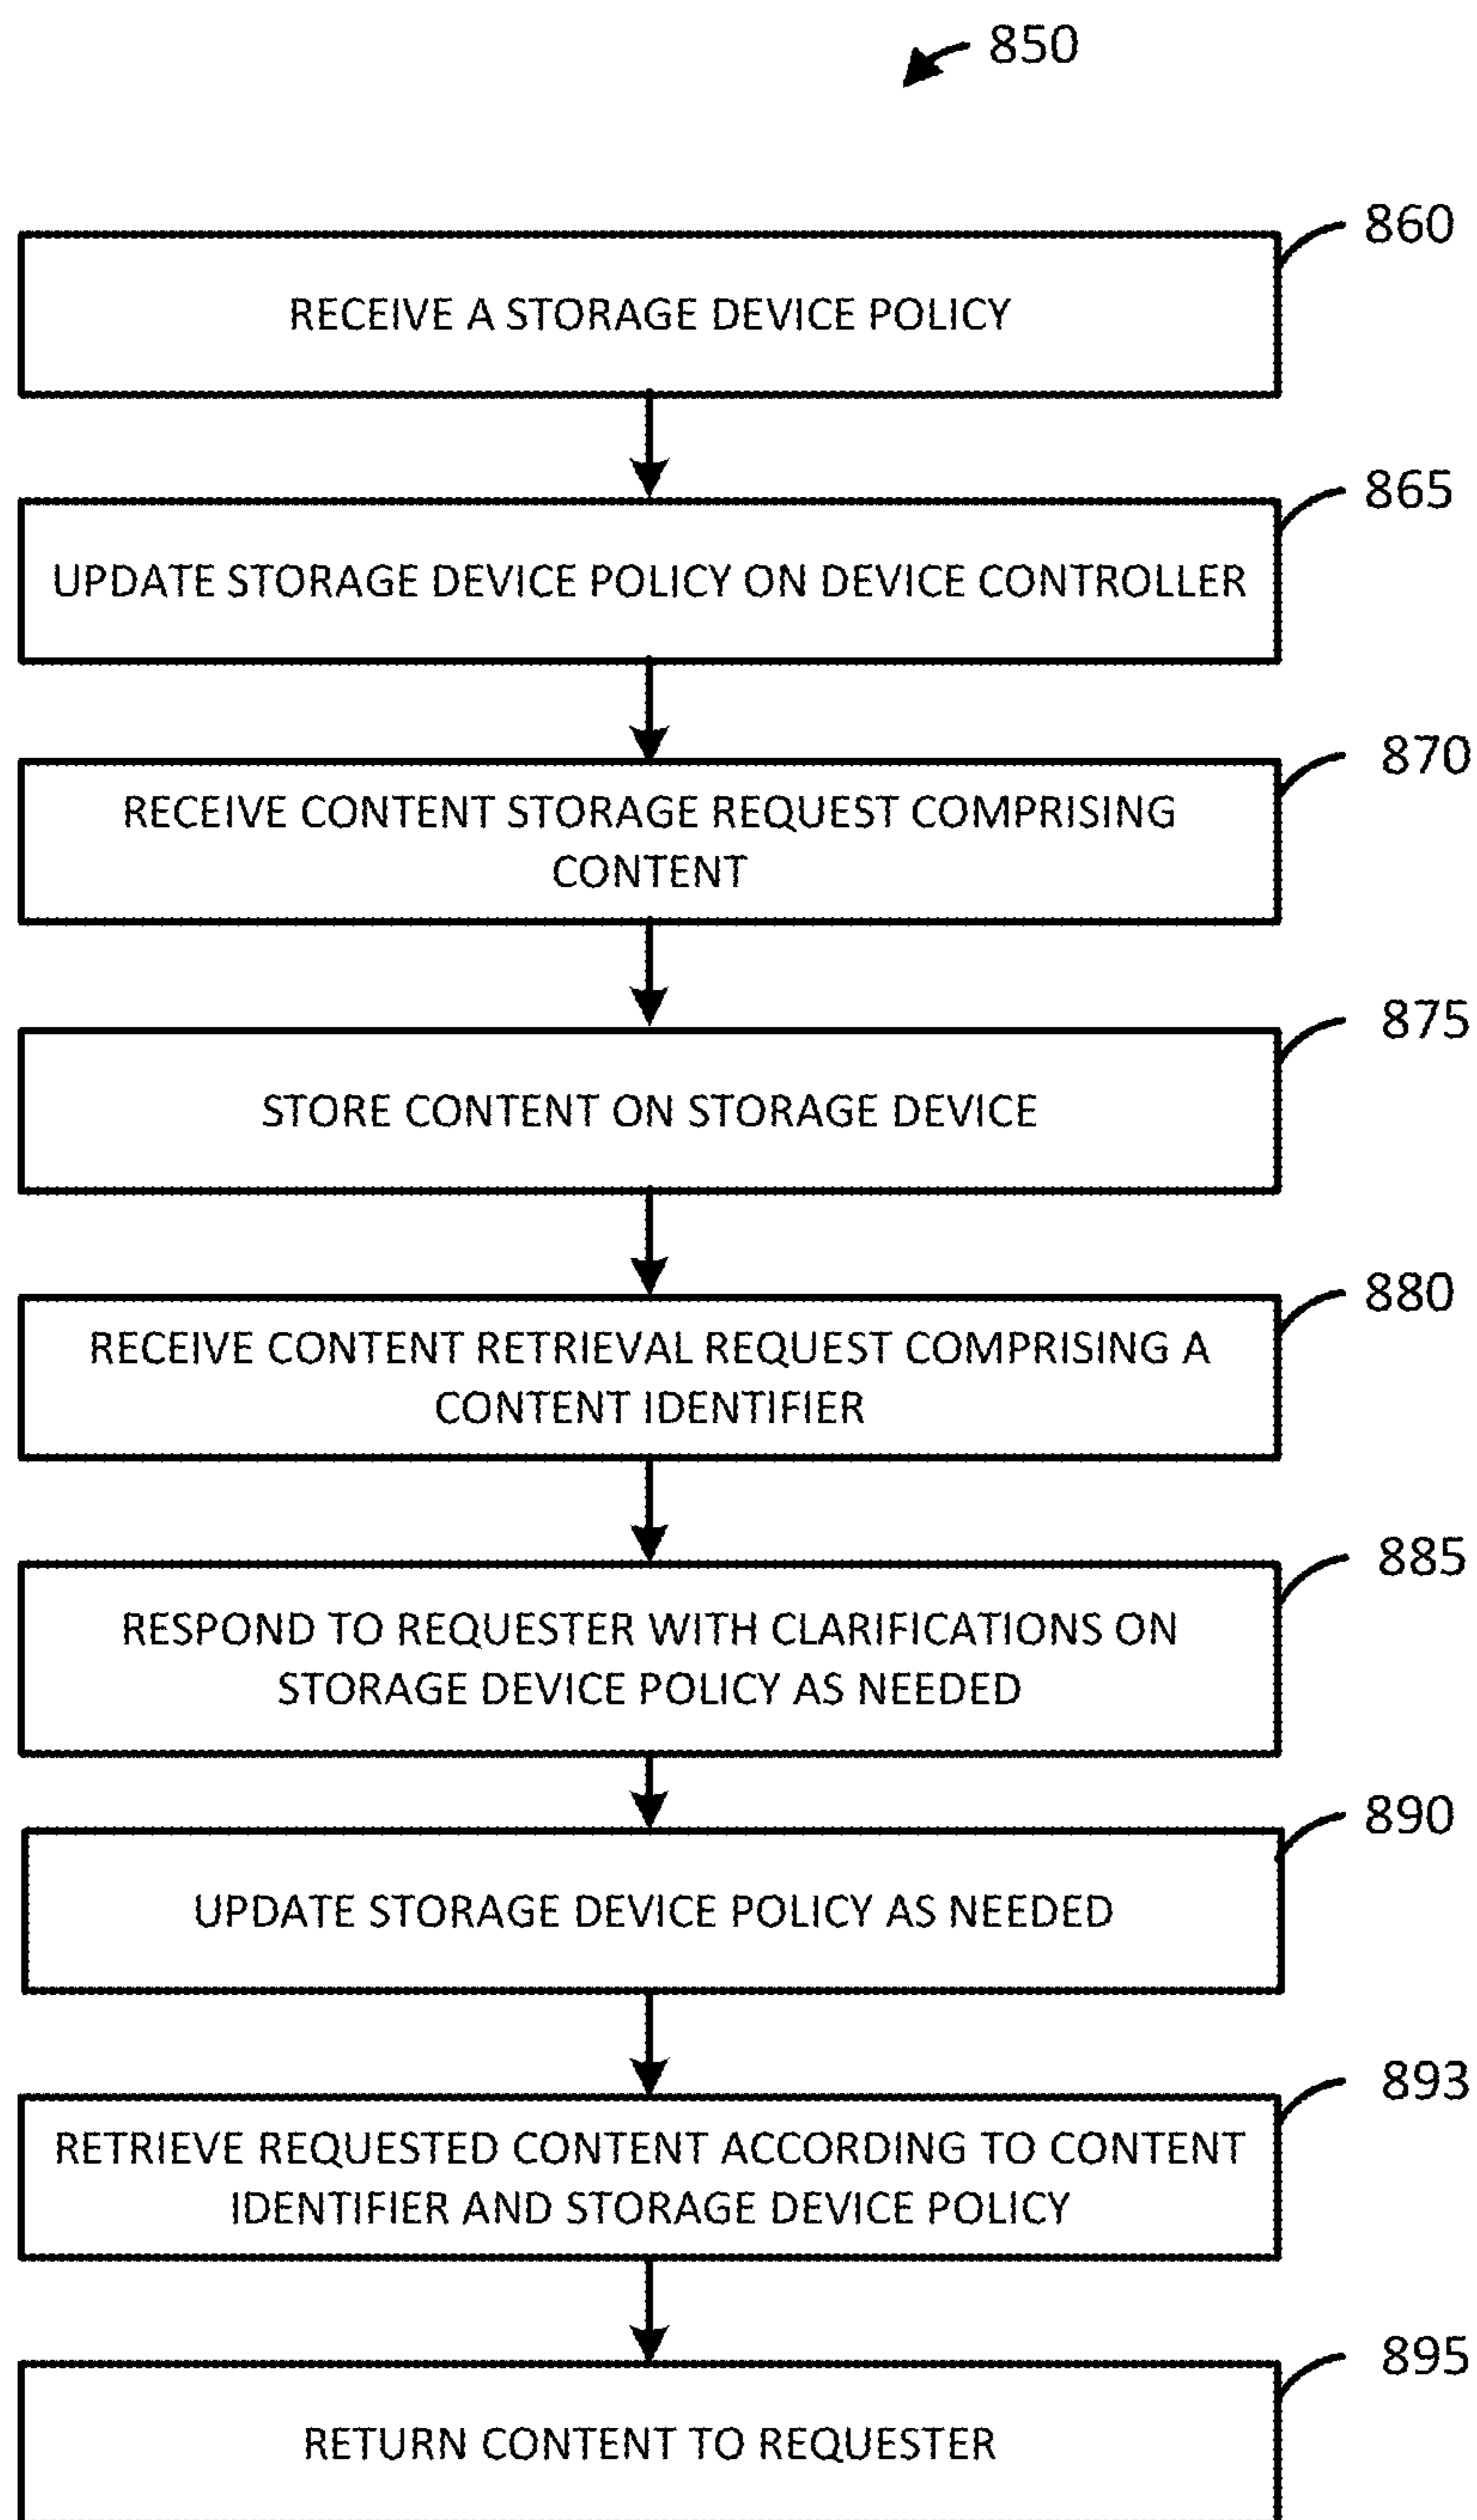 850
860
RECEIVE A STORAGE DEVICE POLICY
865
UPDATE STORAGE DEVICE POLICY ON DEVICE CONTROLLER
870
RECEIVE CONTENT STORAGE REQUEST COMPRISING
CONTENT
875
STORE CONTENT ON STORAGE DEVICE
880
RECEIVE CONTENT RETRIEVAL REQUEST COMPRISING A
CONTENT IDENTIFIER
885
RESPOND TO REQUESTER WITH CLARIFICATIONS ON
STORAGE DEVICE POLICY AS NEEDED
890
UPDATE STORAGE DEVICE POLICY AS NEEDED
893
RETRIEVE REQUESTED CONTENT ACCORDING TO CONTENT
IDENTIFIER AND STORAGE DEVICE POLICY
895
RETURN CONTENT TO REQUESTER